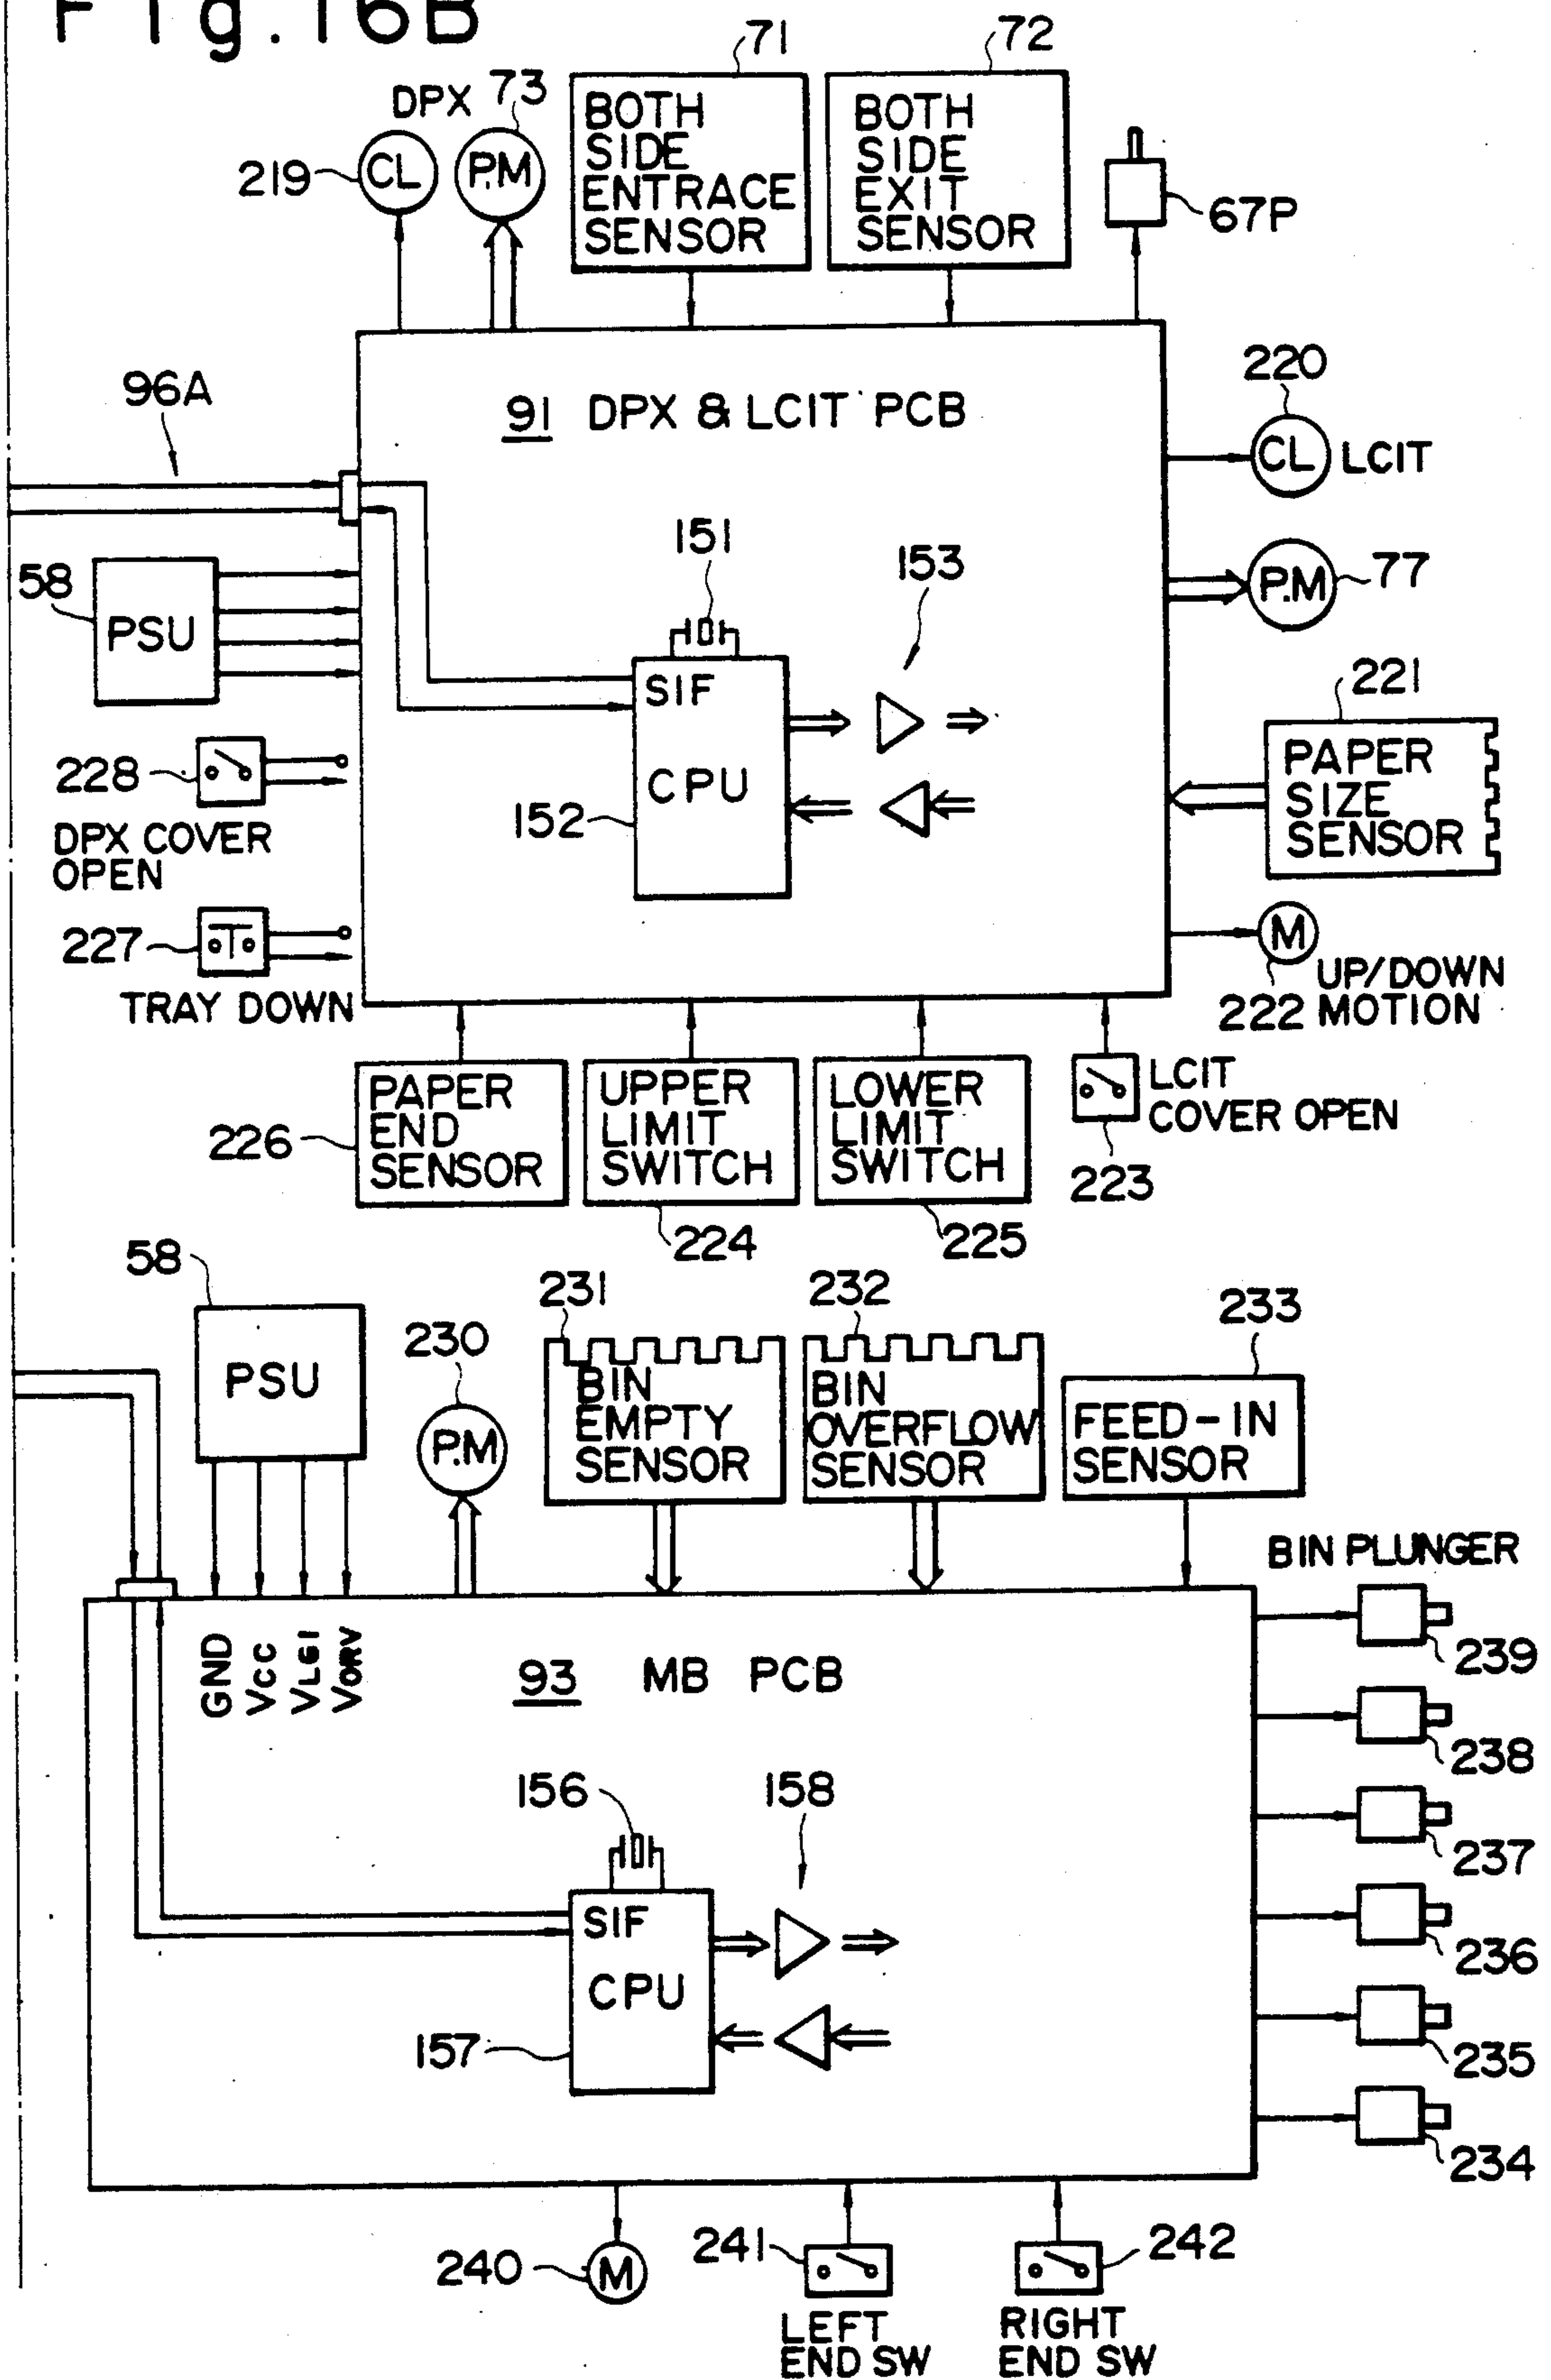 Fig.16B
71
72
DPX 73
219
CL
P.M
BOTH
SIDE
ENTRACE
SENSOR
BOTH
SIDE
EXIT
SENSOR
67P
96A
91 DPX & LCIT PCB
220
CL LCIT
58
PSU
151
153
P.M 77
SIF
CPU
152
221
PAPER
SIZE
SENSOR
228
DPX COVER
OPEN
227
TRAY DOWN
M
UP/DOWN
222 MOTION
PAPER
END
SENSOR
226
UPPER
LIMIT
SWITCH
224
LOWER
LIMIT
SWITCH
225
LCIT
COVER OPEN
223
58
PSU
230
P.M
231
BIN
EMPTY
SENSOR
232
BIN
OVERFLOW
SENSOR
233
FEED-IN
SENSOR
BIN PLUNGER
GND
VCC
VLGI
VORV
93 MB PCB
239
238
237
236
235
234
156
158
SIF
CPU
157
240
M
241
LEFT
END SW
242
RIGHT
END SW